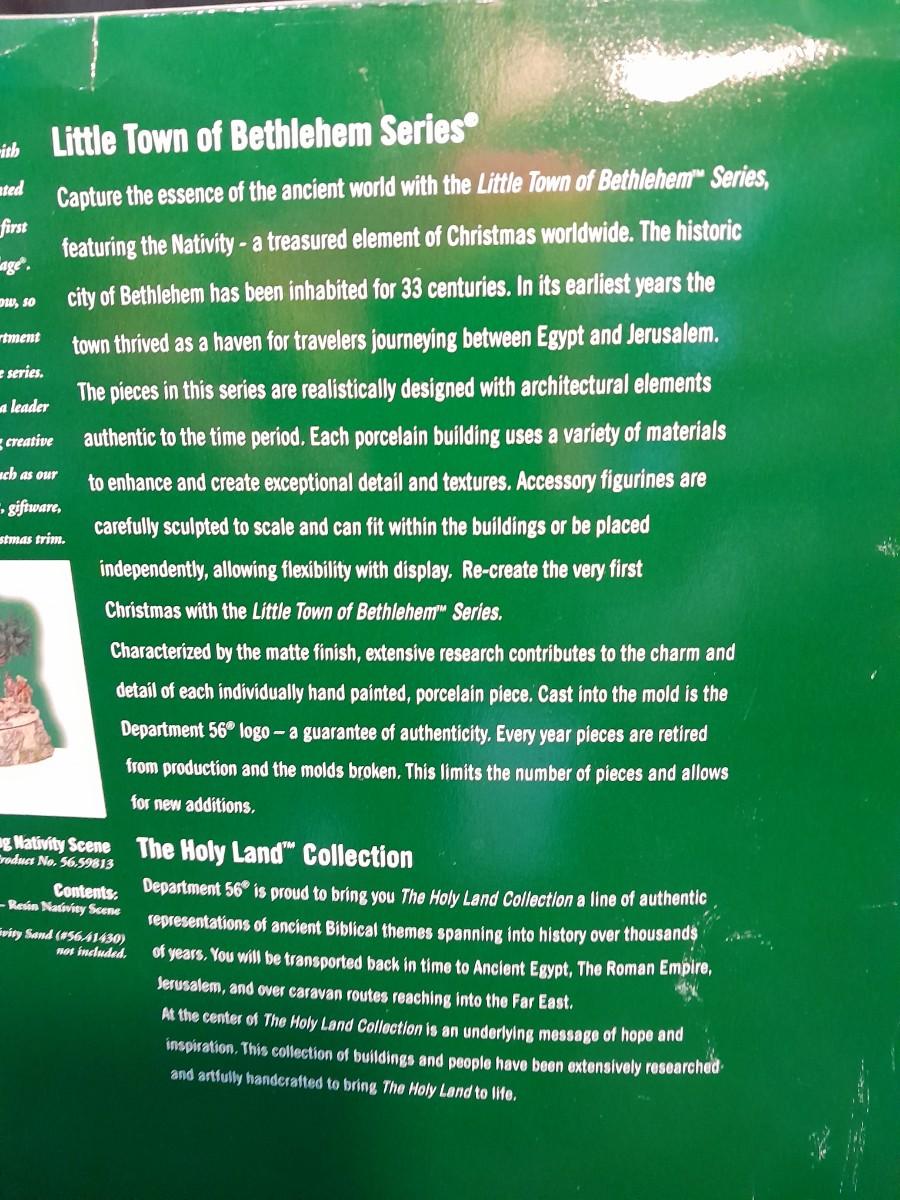 ith
first
ow, so
e series.
a leader
creative
uch as our
, giftware,
Little Town of Bethlehem Series®
Capture the essence of the ancient world with the Little Town of Bethlehem™ Series,
featuring the Nativity - a treasured element of Christmas worldwide. The historic
city of Bethlehem has been inhabited for 33 centuries. In its earliest years the
town thrived as a haven for travelers journeying between Egypt and Jerusalem.
The pieces in this series are realistically designed with architectural elements
authentic to the time period. Each porcelain building uses a variety of materials
to enhance and create exceptional detail and textures. Accessory figurines are
carefully sculpted to scale and can fit within the buildings or be placed
independently, allowing flexibility with display. Re-create the very first
Christmas with the Little Town of Bethlehem™ Series.
Characterized by the matte finish, extensive research contributes to the charm and
detail of each individually hand painted, porcelain piece. Cast into the mold is the
Department 56® logo – a guarantee of authenticity. Every year pieces are retired
from production and the molds broken. This limits the number of pieces and allows
for new additions.
g Nativity Scene
roduct No. 56.59813
Contents:
– Resin Nativity Scene
ivity Sand (#56.41430)
not included.
The Holy Land™ Collection
Department 56® is proud to bring you The Holy Land Collection a line of authentic
representations of ancient Biblical themes spanning into history over thousands
of years. You will be transported back in time to Ancient Egypt, The Roman Empire,
Jerusalem, and over caravan routes reaching into the Far East.
At the center of The Holy Land Collection is an underlying message of hope and
inspiration. This collection of buildings and people have been extensively researched
and artfully handcrafted to bring The Holy Land to life.